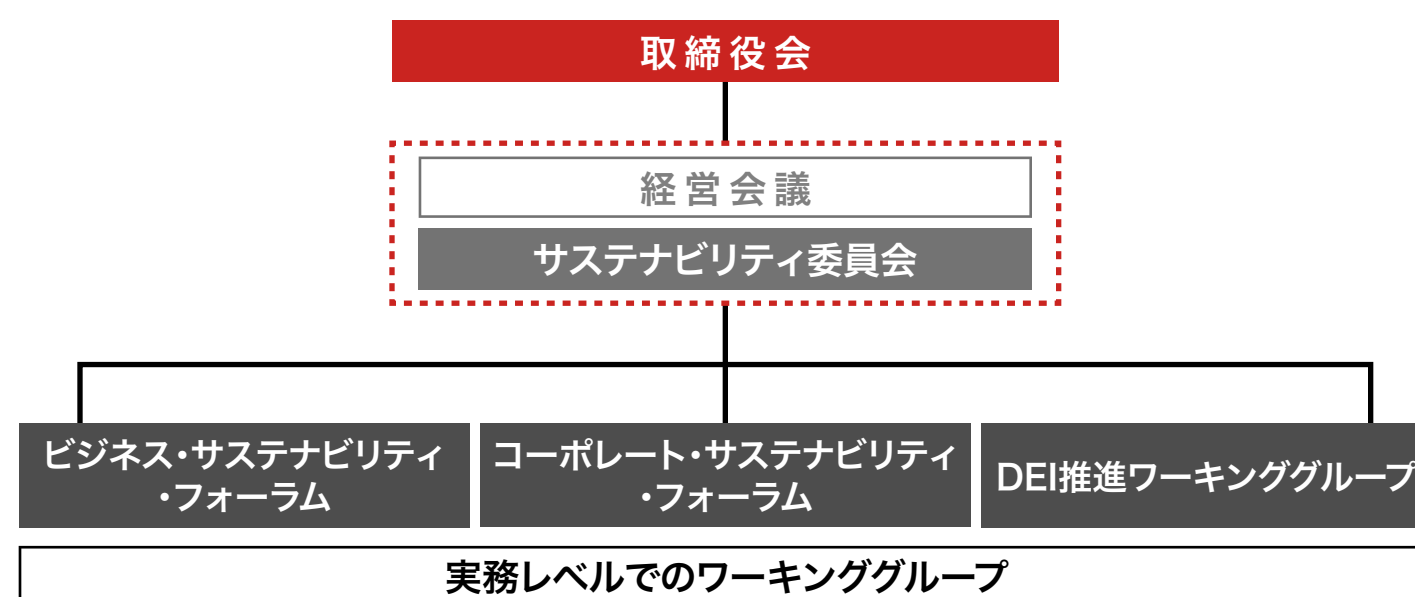 取締役会
経営会議
サステナビリティ委員会
ビジネス・サステナビリティ
・フォーラム
コーポレート・サステナビリティ
・フォーラム
DEI推進ワーキンググループ
実務レベルでのワーキンググループ